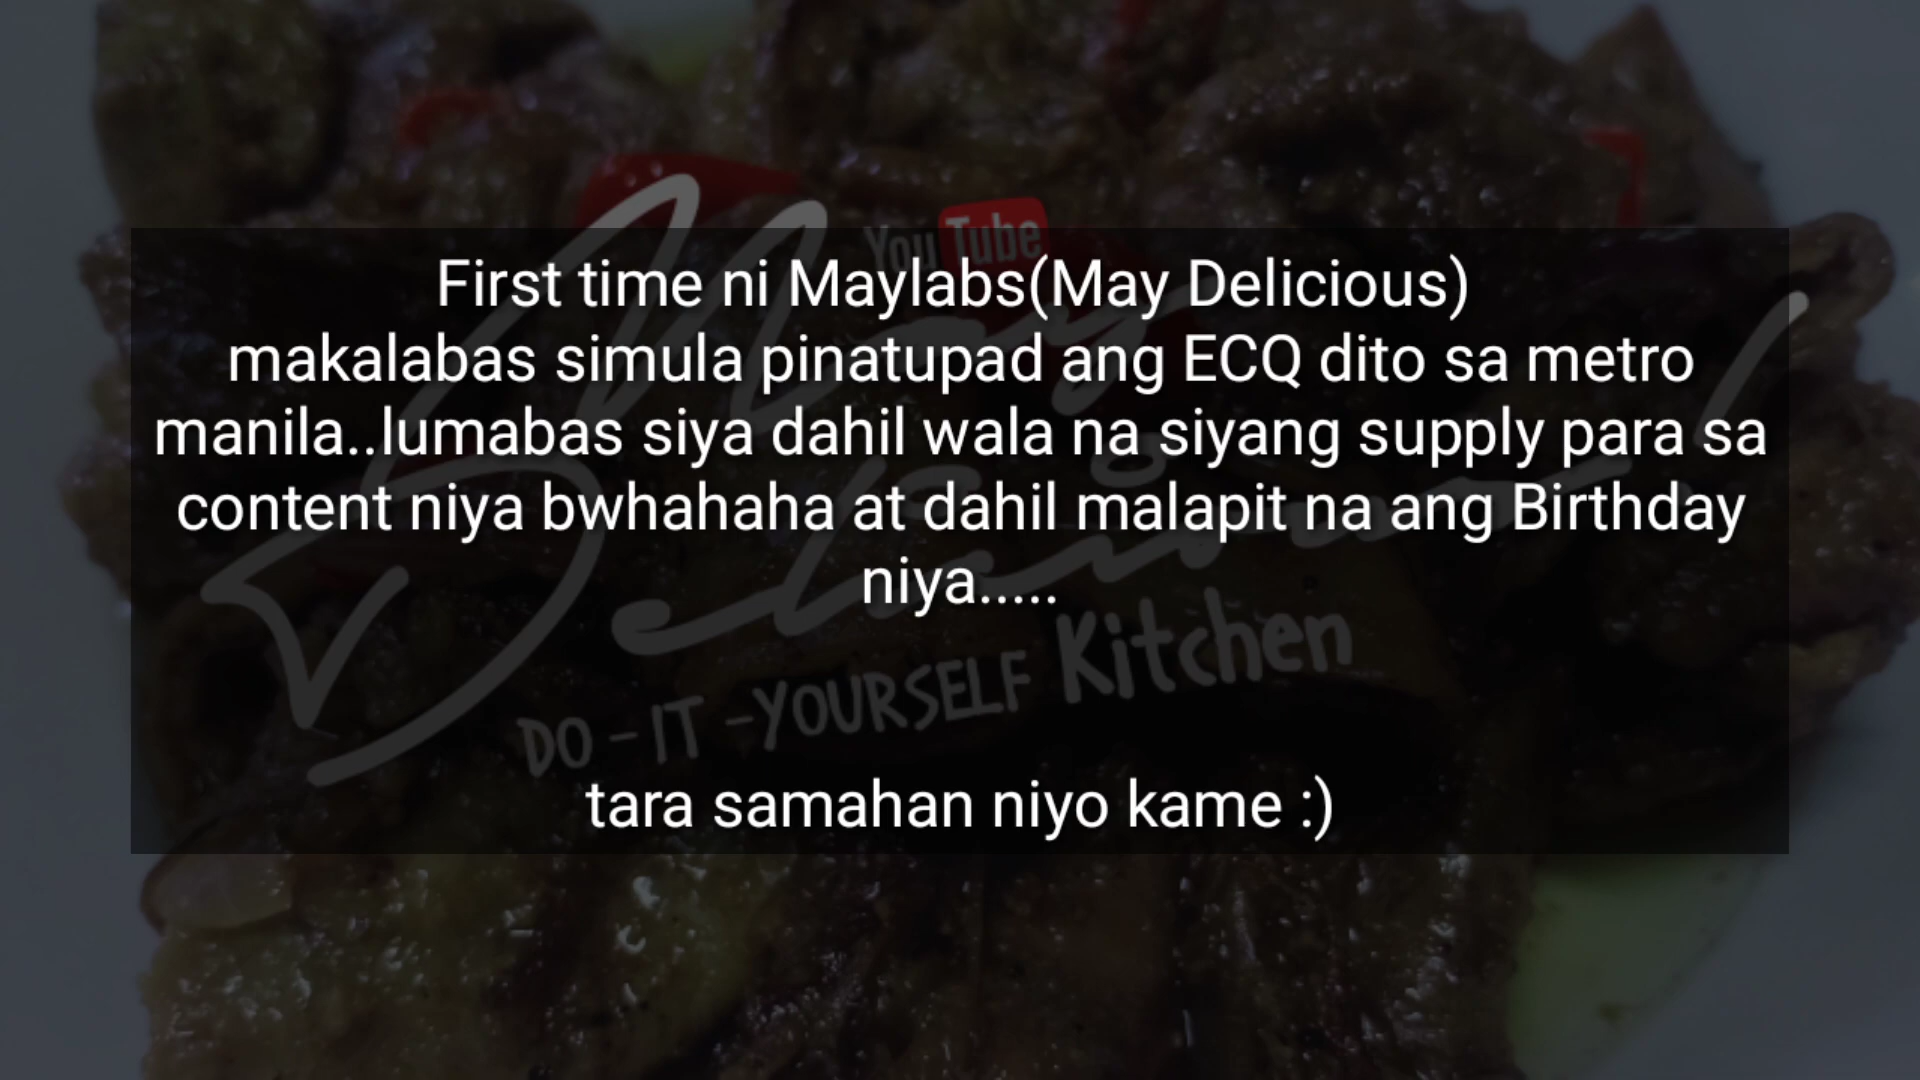 You Tube
First time ni Maylabs(May Delicious)
makalabas simula pinatupad ang ECQ dito sa metro
manila..lumabas siya dahil wala na siyang supply para sa
content niya bwhahaha at dahil malapit na ang Birthday
niya.....
May
Delicious!
DO-IT-YOURSELF Kitchen
tara samahan niyo kame :)